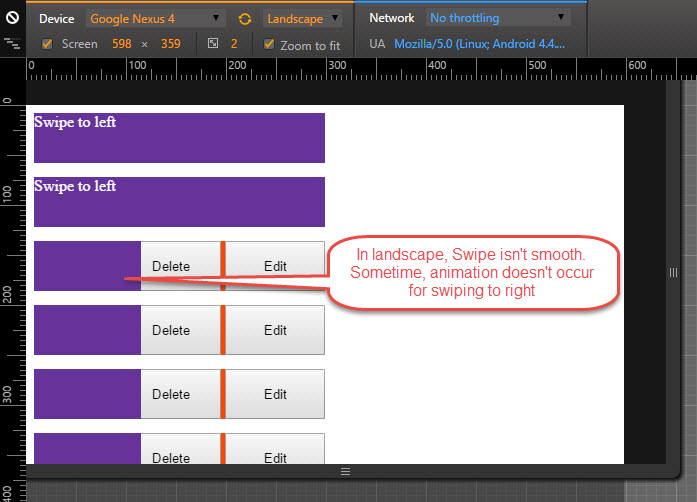 Device Google Nexus 4 Landscape Network No throttling
Screen 598 × 359 2 Zoom to fit UA Mozilla/5.0 (Linux; Android 4.4....
0 100 200 300 400 500 600
0
100
200
300
400
Swipe to left
Swipe to left
Delete Edit
In landscape, Swipe isn't smooth.
Sometime, animation doesn't occur
for swiping to right
Delete Edit
Delete Edit
Delete Edit